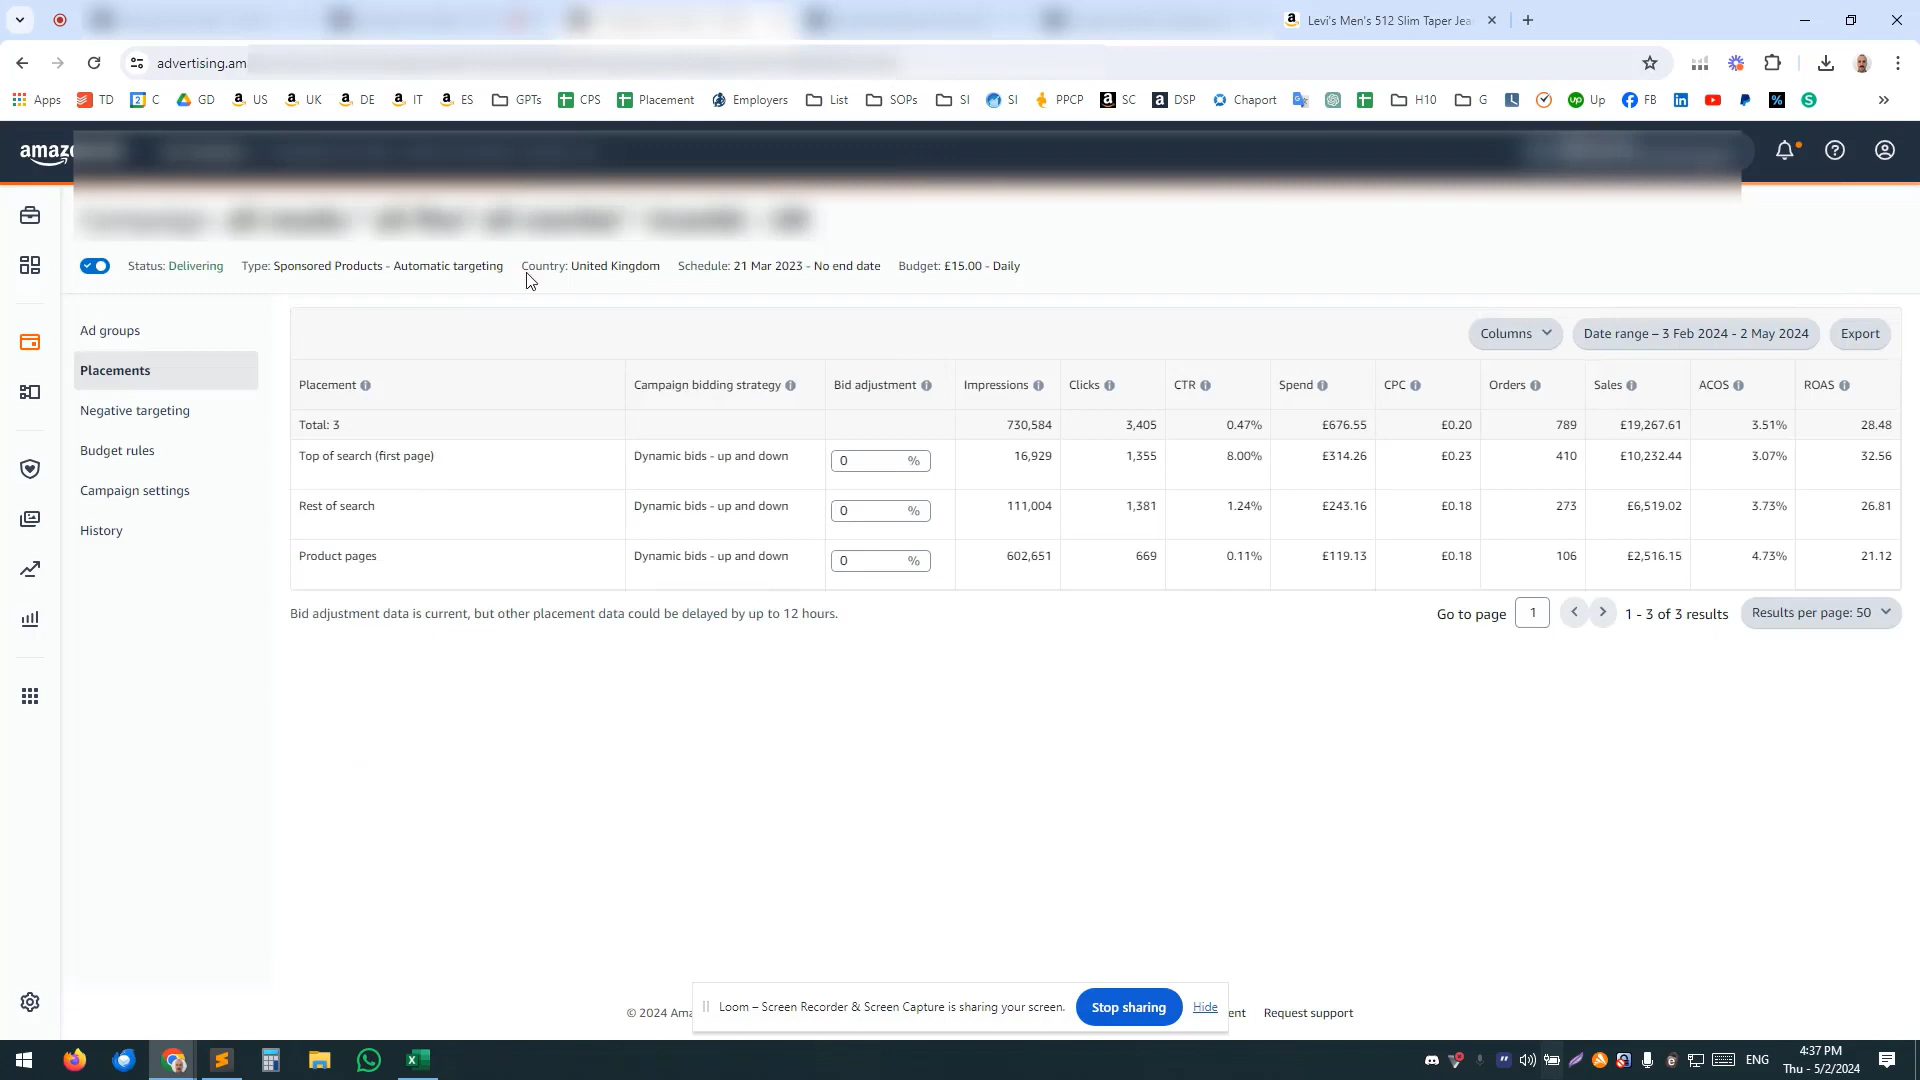 Levi's Men's 512 Slim Taper Jea
advertising.am
Apps TD 2 C GD US UK DE IT ES GPTs CPS Placement Employers List SOPs SI SI PPCP SC DSP Chaport H10 G Up FB
amaz
Status: Delivering Type: Sponsored Products - Automatic targeting Country: United Kingdom Schedule: 21 Mar 2023 - No end date Budget: £15.00 - Daily
Ad groups
Placements
Negative targeting
Budget rules
Campaign settings
History
Columns Date range – 3 Feb 2024 - 2 May 2024 Export
Placement Campaign bidding strategy Bid adjustment Impressions Clicks CTR Spend CPC Orders Sales ACOS ROAS
Total: 3 730,584 3,405 0.47% £676.55 £0.20 789 £19,267.61 3.51% 28.48
Top of search (first page) Dynamic bids - up and down 0 % 16,929 1,355 8.00% £314.26 £0.23 410 £10,232.44 3.07% 32.56
Rest of search Dynamic bids - up and down 0 % 111,004 1,381 1.24% £243.16 £0.18 273 £6,519.02 3.73% 26.81
Product pages Dynamic bids - up and down 0 % 602,651 669 0.11% £119.13 £0.18 106 £2,516.15 4.73% 21.12
Bid adjustment data is current, but other placement data could be delayed by up to 12 hours.
Go to page 1 1 - 3 of 3 results Results per page: 50
© 2024 Ama
Loom – Screen Recorder & Screen Capture is sharing your screen. Stop sharing Hide
ent Request support
ENG
4:37 PM
Thu - 5/2/2024